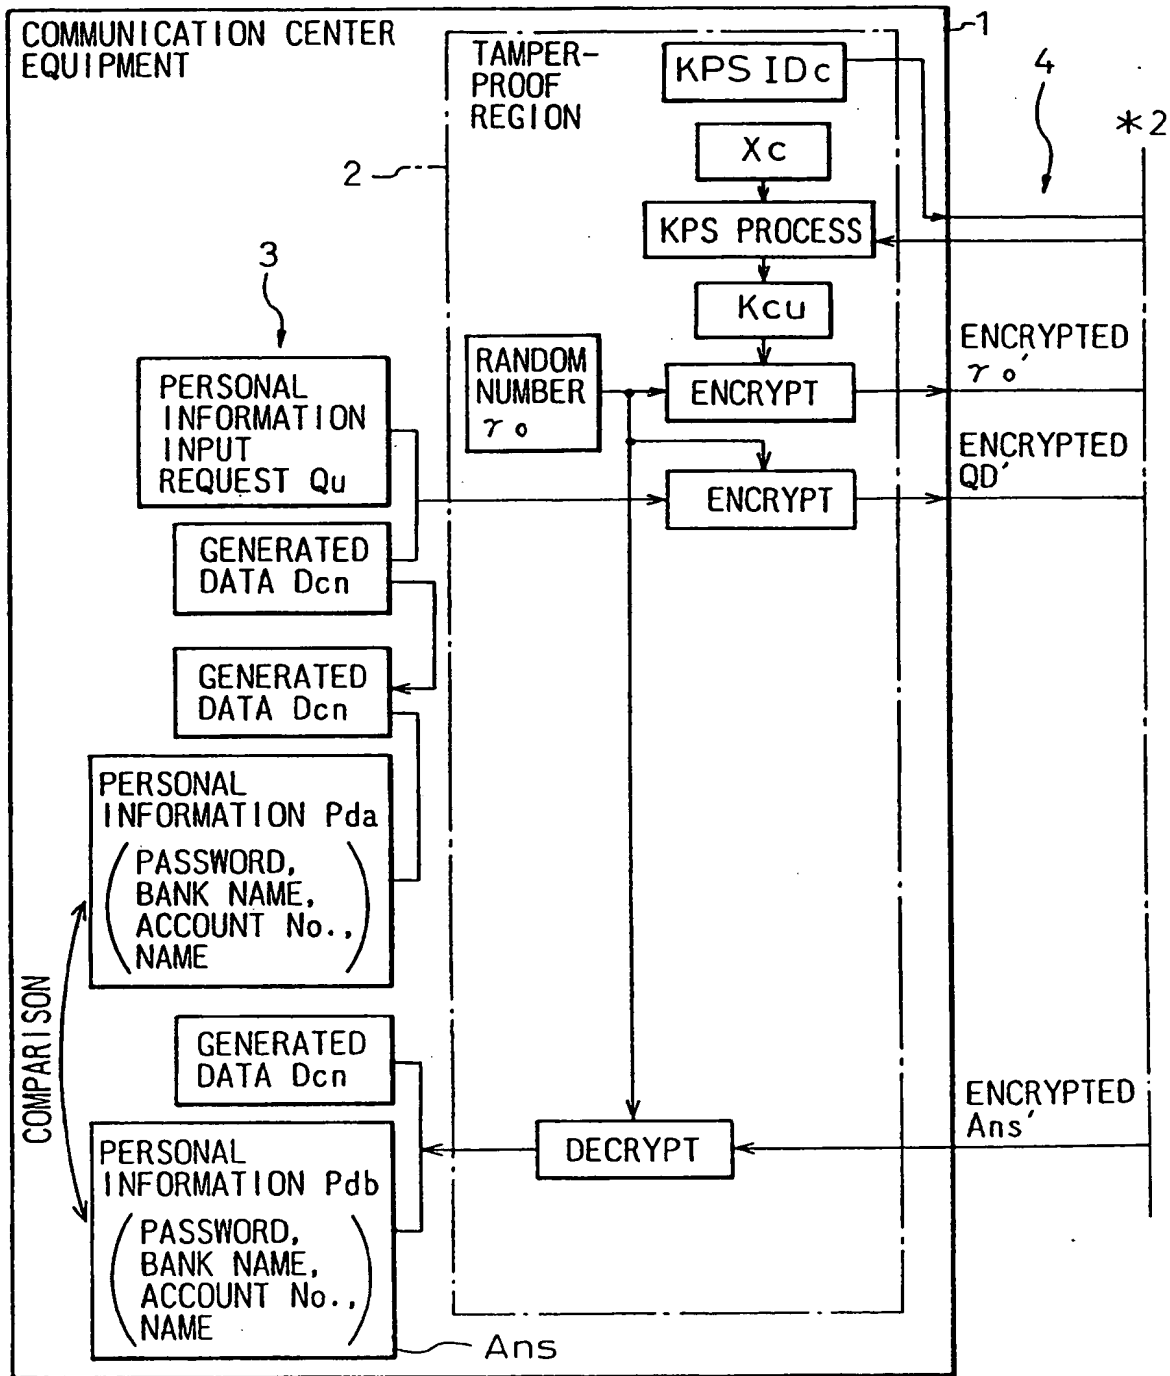 COMMUNICATION CENTER
EQUIPMENT
1
TAMPER-
PROOF
REGION
KPS IDc
4
*2
Xc
2
KPS PROCESS
3
Kcu
PERSONAL
INFORMATION
INPUT
REQUEST Qu
RANDOM
NUMBER
γo
ENCRYPT
ENCRYPTED
γo'
ENCRYPT
ENCRYPTED
QD'
GENERATED
DATA Dcn
GENERATED
DATA Dcn
PERSONAL
INFORMATION Pda
(PASSWORD,
BANK NAME,
ACCOUNT No.,
NAME)
COMPARISON
GENERATED
DATA Dcn
DECRYPT
ENCRYPTED
Ans'
PERSONAL
INFORMATION Pdb
(PASSWORD,
BANK NAME,
ACCOUNT No.,
NAME)
Ans